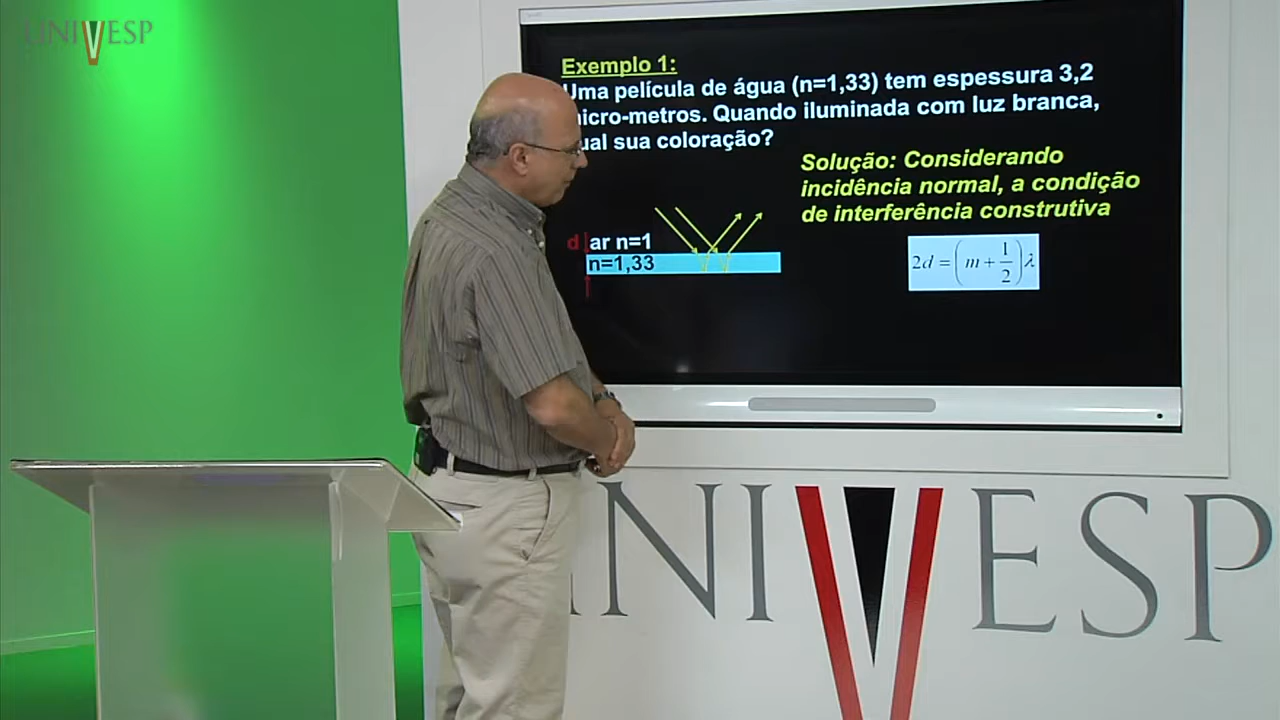 UNIVESP
Exemplo 1:
Uma película de água (n=1,33) tem espessura 3,2
micro-metros. Quando iluminada com luz branca,
qual sua coloração?
Solução: Considerando
incidência normal, a condição
de interferência construtiva
d ar n=1
n=1,33
2d = (m + 1/2) λ
UNIVESP